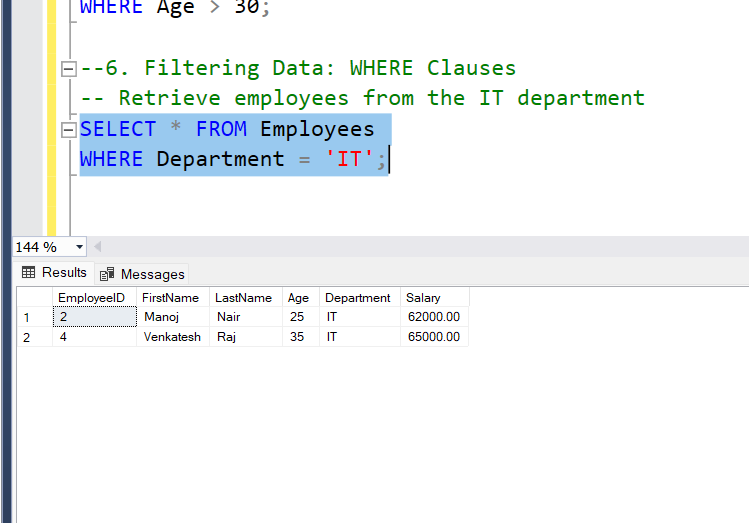 WHERE Age > 30;
--6. Filtering Data: WHERE Clauses
-- Retrieve employees from the IT department
SELECT * FROM Employees
WHERE Department = 'IT';
144 %
Results Messages
EmployeeID FirstName LastName Age Department Salary
1 2 Manoj Nair 25 IT 62000.00
2 4 Venkatesh Raj 35 IT 65000.00